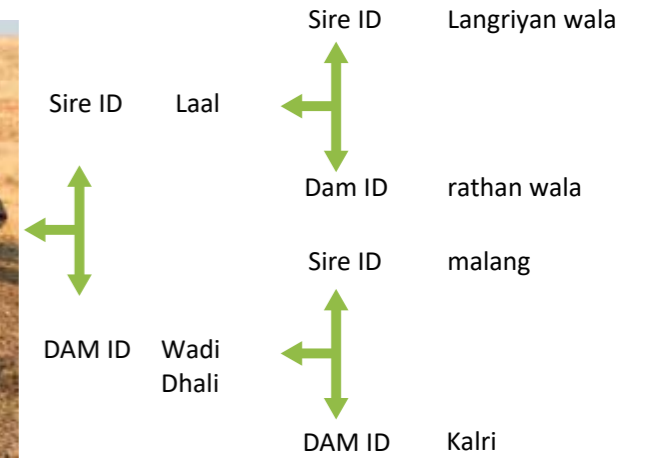 Sire ID Langriyan wala
Sire ID Laal
Dam ID rathan wala
Sire ID malang
DAM ID Wadi
Dhali
DAM ID Kalri